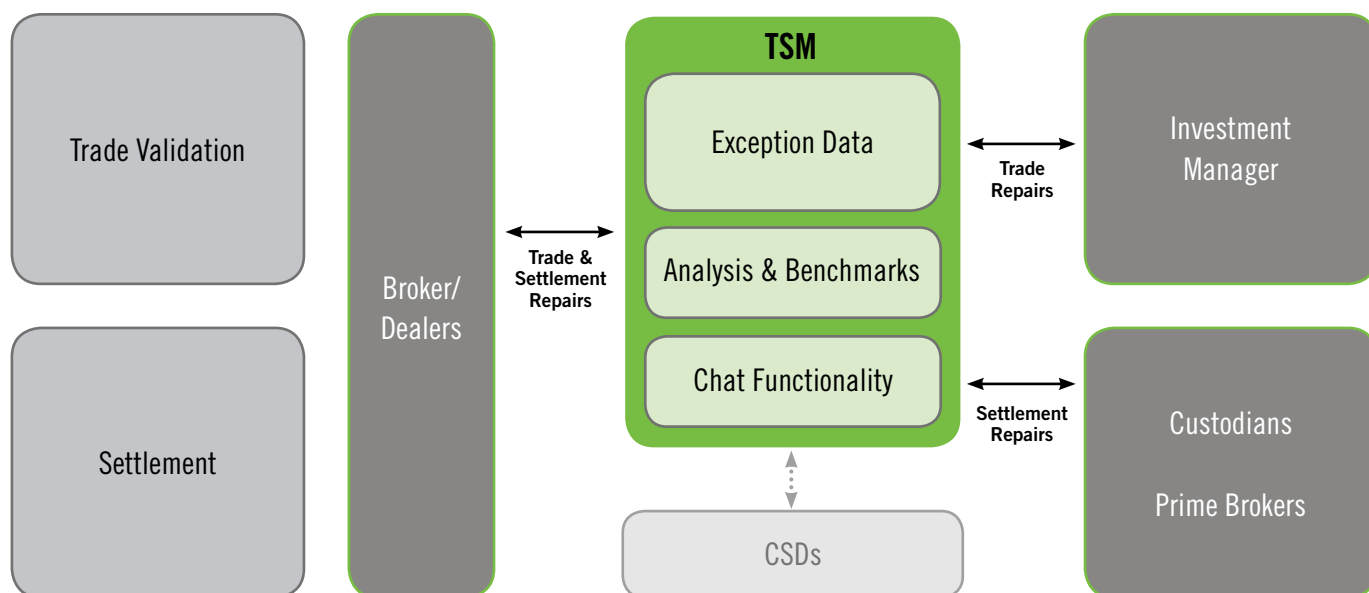 Trade Validation
Settlement
Broker/
Dealers
Trade &
Settlement
Repairs
TSM
Exception Data
Analysis & Benchmarks
Chat Functionality
CSDs
Trade
Repairs
Settlement
Repairs
Investment
Manager
Custodians
Prime Brokers